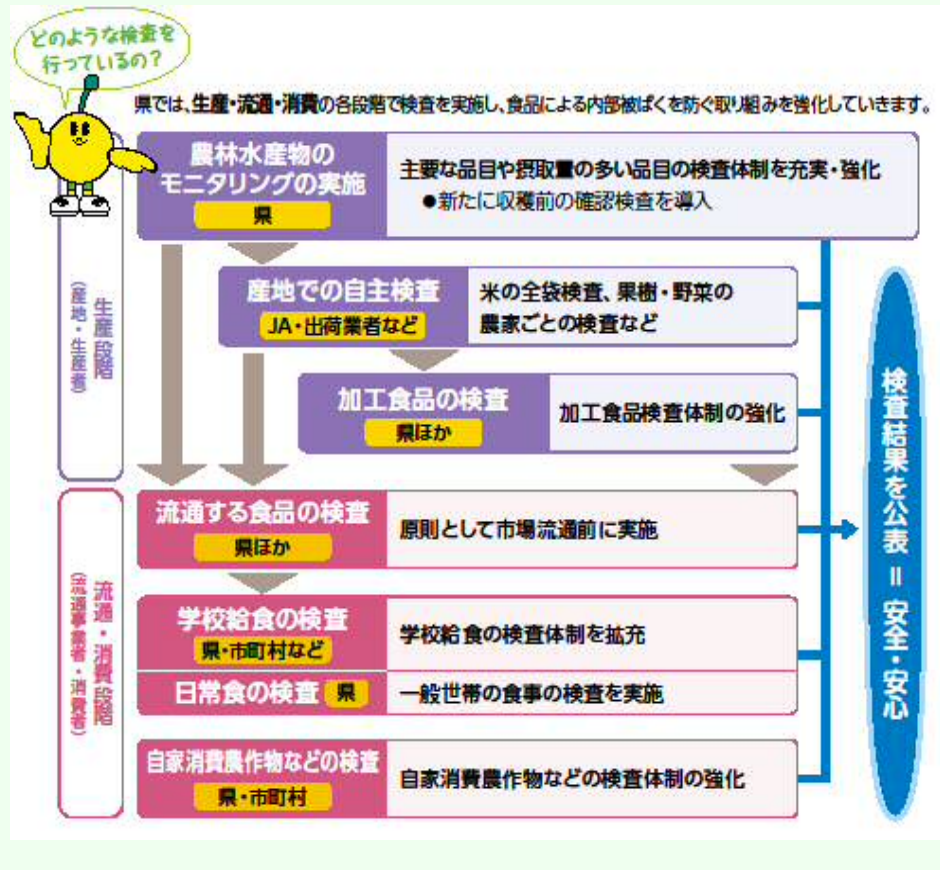 どのような検査を
行っているの?
県では、生産・流通・消費の各段階で検査を実施し、食品による内部被ばくを防ぐ取り組みを強化していきます。
生産段階
(産地・生産者)
農林水産物の
モニタリングの実施
県
主要な品目や摂取量の多い品目の検査体制を充実・強化
●新たに収穫前の確認検査を導入
産地での自主検査
JA・出荷業者など
米の全袋検査、果樹・野菜の
農家ごとの検査など
加工食品の検査
県ほか
加工食品検査体制の強化
流通・消費段階
(流通事業者・消費者)
流通する食品の検査
県ほか
原則として市場流通前に実施
学校給食の検査
県・市町村など
学校給食の検査体制を拡充
日常食の検査 県
一般世帯の食事の検査を実施
自家消費農作物などの検査
県・市町村
自家消費農作物などの検査体制の強化
検査結果を公表 = 安全・安心